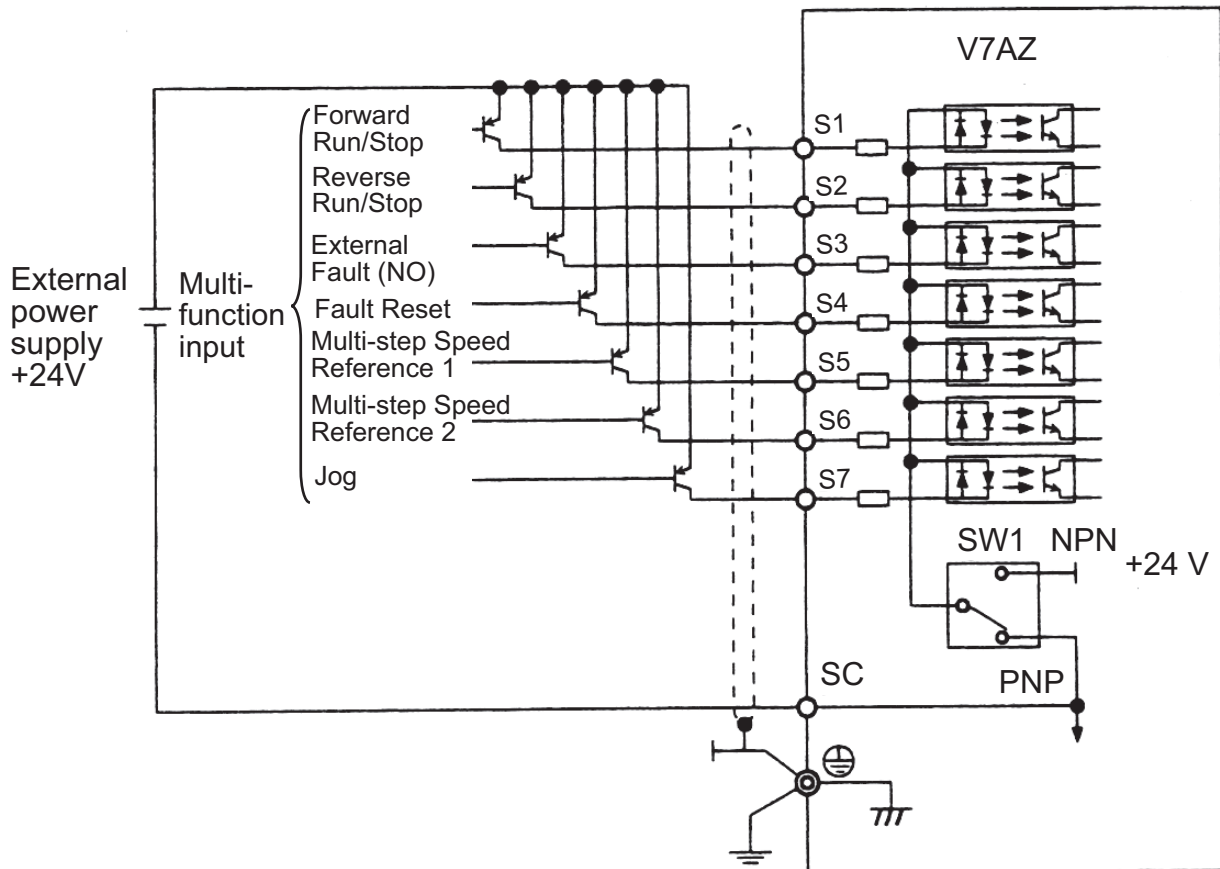 V7AZ
Forward
Run/Stop
S1
Reverse
Run/Stop
S2
External
Fault (NO)
S3
External
power
supply
+24V
Multi-
function
input
Fault Reset
S4
Multi-step Speed
Reference 1
S5
Multi-step Speed
Reference 2
S6
Jog
S7
SW1 NPN
+24 V
SC
PNP